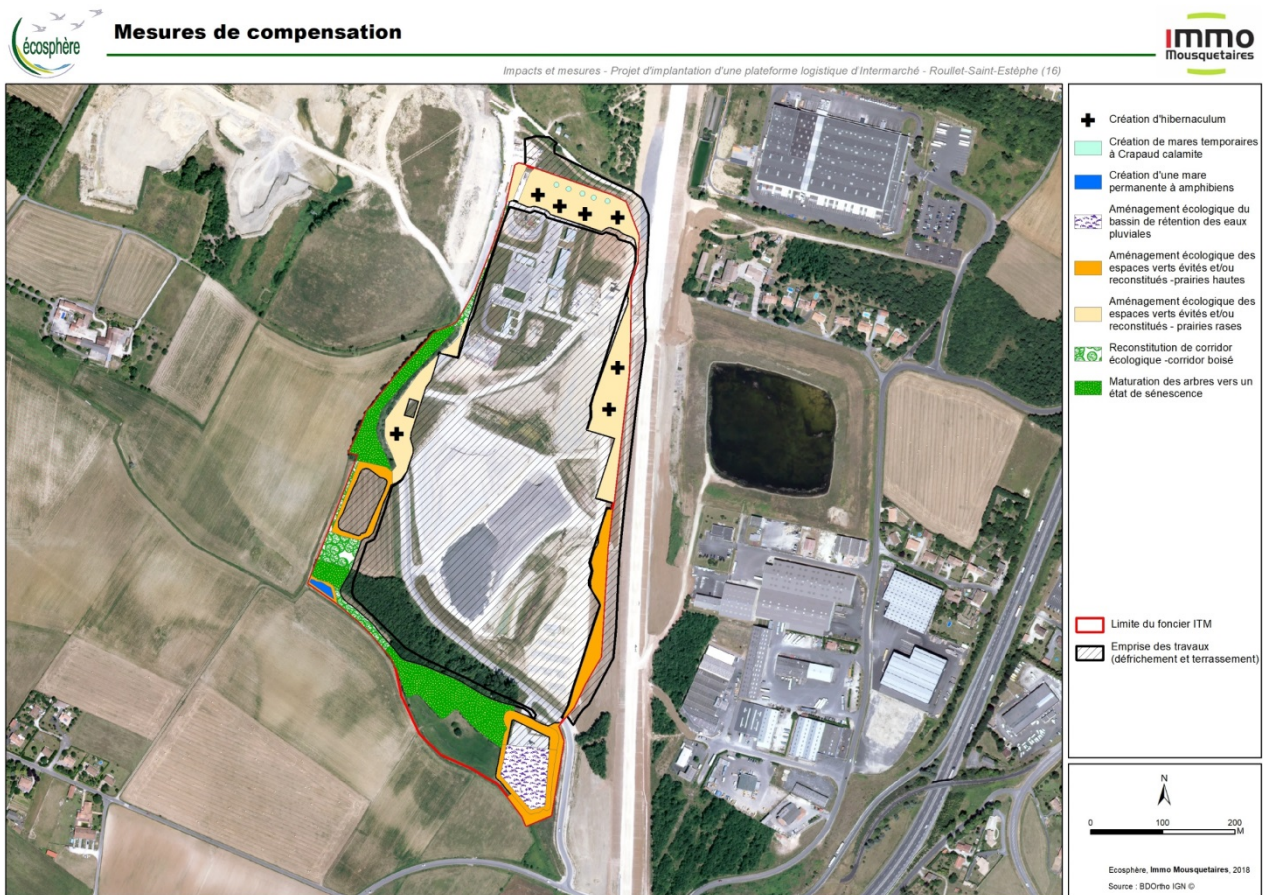 écosphère
Mesures de compensation
immo
Mousquetaires
Impacts et mesures - Projet d'implantation d'une plateforme logistique d'Intermarché - Roullet-Saint-Estèphe (16)
Création d'hibernaculum
Création de mares temporaires
à Crapaud calamite
Création d'une mare
permanente à amphibiens
Aménagement écologique du
bassin de rétention des eaux
pluviales
Aménagement écologique des
espaces verts évités et/ou
reconstitués -prairies hautes
Aménagement écologique des
espaces verts évités et/ou
reconstitués - prairies rases
Reconstitution de corridor
écologique -corridor boisé
Maturation des arbres vers un
état de sénescence
Limite du foncier ITM
Emprise des travaux
(défrichement et terrassement)
N
0 100 200
M
Ecosphère, Immo Mousquetaires, 2018
Source : BDOrtho IGN ©